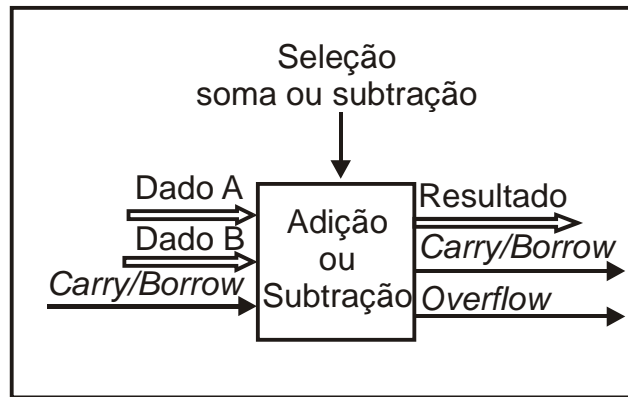 Seleção
soma ou subtração
Dado A
Dado B
Carry/Borrow
Adição
ou
Subtração
Resultado
Carry/Borrow
Overflow